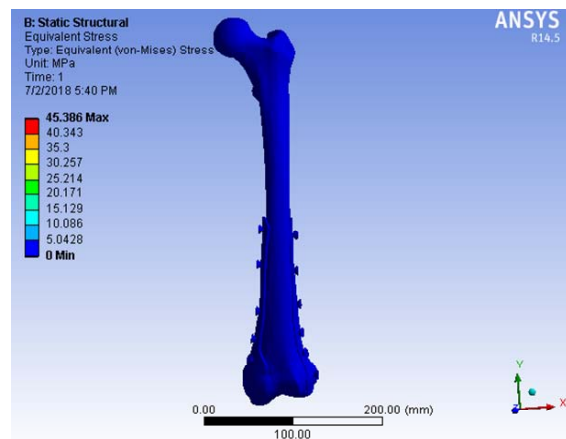 B: Static Structural
Equivalent Stress
Type: Equivalent (von-Mises) Stress
Unit: MPa
Time: 1
7/2/2018 5:40 PM
45.386 Max
40.343
35.3
30.257
25.214
20.171
15.129
10.086
5.0428
0 Min
ANSYS
R14.5
0.00
200.00 (mm)
100.00
Y
X